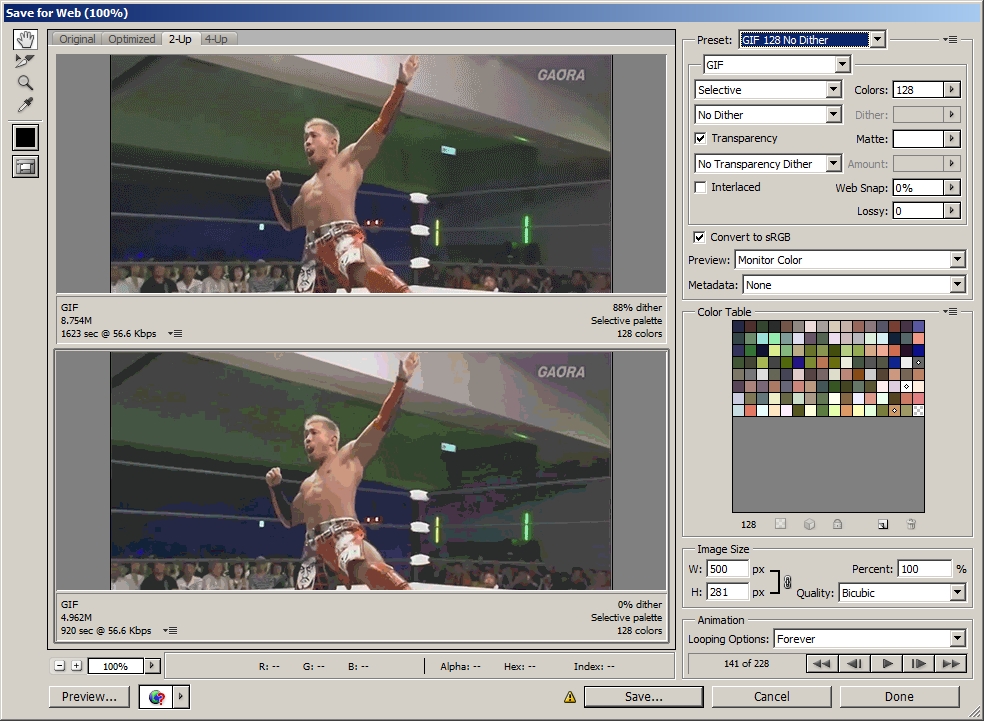 Save for Web (100%)
Original Optimized 2-Up 4-Up
GAORA
GIF 88% dither
8.754M Selective palette
1623 sec @ 56.6 Kbps 128 colors
GAORA
GIF 0% dither
4.962M Selective palette
920 sec @ 56.6 Kbps 128 colors
100% R: -- G: -- B: -- Alpha: -- Hex: -- Index: --
Preview... Save... Cancel Done
Preset: GIF 128 No Dither
GIF
Selective Colors: 128
No Dither Dither:
Transparency Matte:
No Transparency Dither Amount:
Interlaced Web Snap: 0%
Lossy: 0
Convert to sRGB
Preview: Monitor Color
Metadata: None
Color Table
128
Image Size
W: 500 px Percent: 100 %
H: 281 px Quality: Bicubic
Animation
Looping Options: Forever
141 of 228